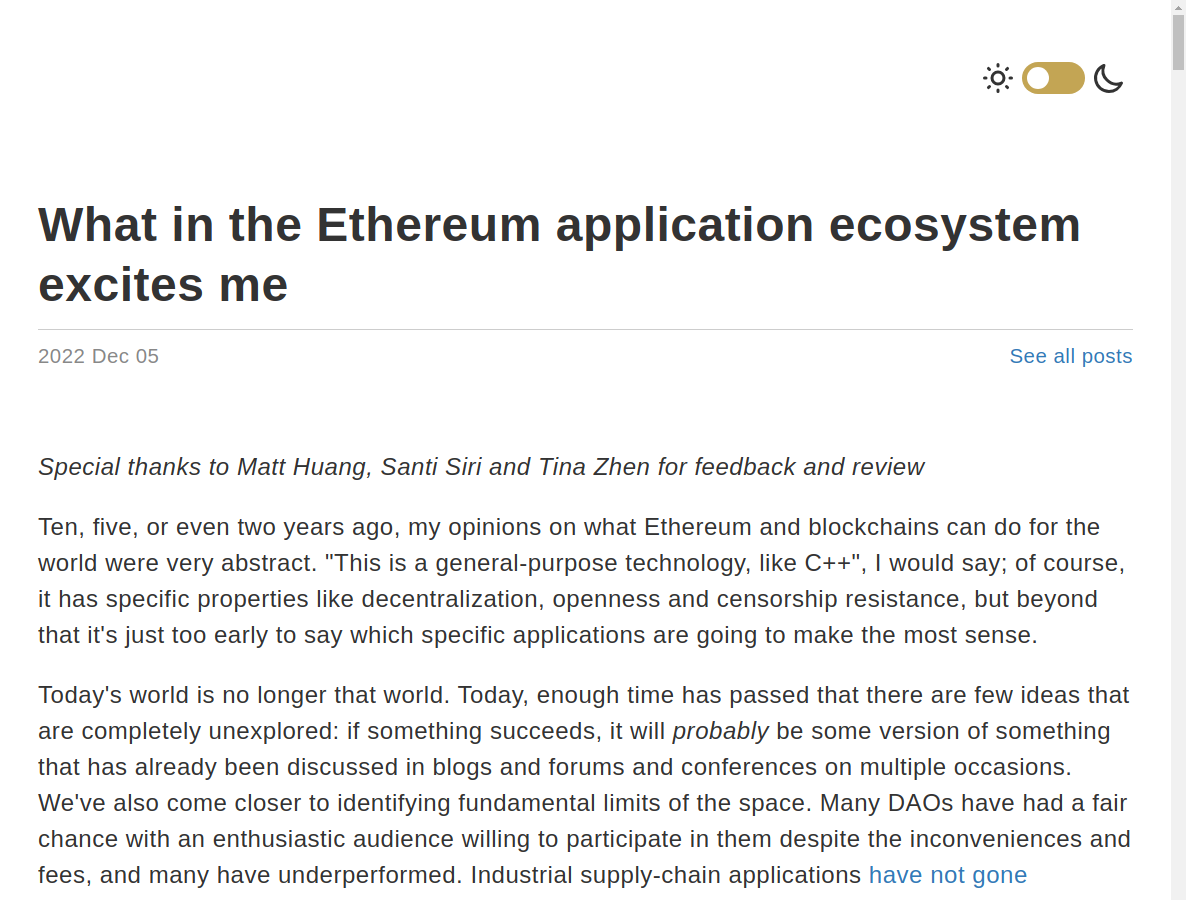 What in the Ethereum application ecosystem
excites me
2022 Dec 05
See all posts
Special thanks to Matt Huang, Santi Siri and Tina Zhen for feedback and review
Ten, five, or even two years ago, my opinions on what Ethereum and blockchains can do for the
world were very abstract. "This is a general-purpose technology, like C++", I would say; of course,
it has specific properties like decentralization, openness and censorship resistance, but beyond
that it's just too early to say which specific applications are going to make the most sense.
Today's world is no longer that world. Today, enough time has passed that there are few ideas that
are completely unexplored: if something succeeds, it will probably be some version of something
that has already been discussed in blogs and forums and conferences on multiple occasions.
We've also come closer to identifying fundamental limits of the space. Many DAOs have had a fair
chance with an enthusiastic audience willing to participate in them despite the inconveniences and
fees, and many have underperformed. Industrial supply-chain applications have not gone